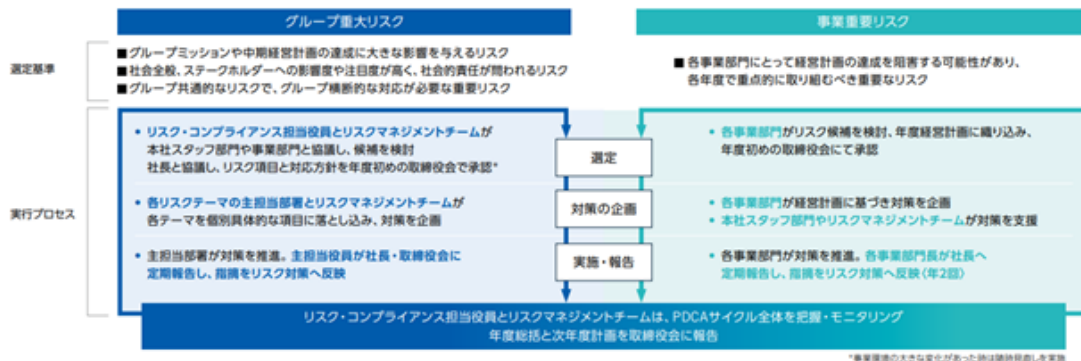 グループ重大リスク
事業重要リスク
選定基準
■グループミッションや中期経営計画の達成に大きな影響を与えるリスク
■社会全般、ステークホルダーへの影響度や注目度が高く、社会的責任が問われるリスク
■グループ共通的なリスクで、グループ横断的な対応が必要な重要リスク
■各事業部門にとって経営計画の達成を阻害する可能性があり、
各年度で重点的に取り組むべき重要なリスク
実行プロセス
• リスク・コンプライアンス担当役員とリスクマネジメントチームが
本社スタッフ部門や事業部門と協議し、候補を検討
社長と協議し、リスク項目と対応方針を年度初めの取締役会で承認*
選定
• 各事業部門がリスク候補を検討、年度経営計画に織り込み、
年度初めの取締役会にて承認
• 各リスクテーマの主担当部署とリスクマネジメントチームが
各テーマを個別具体的な項目に落とし込み、対策を企画
対策の企画
• 各事業部門が経営計画に基づき対策を企画
• 本社スタッフ部門やリスクマネジメントチームが対策を支援
• 主担当部署が対策を推進。主担当役員が社長・取締役会に
定期報告し、指摘をリスク対策へ反映
実施・報告
• 各事業部門が対策を推進。各事業部門長が社長へ
定期報告し、指摘をリスク対策へ反映(年2回)
リスク・コンプライアンス担当役員とリスクマネジメントチームは、PDCAサイクル全体を把握・モニタリング
年度総括と次年度計画を取締役会に報告
*事業環境の大きな変化があった時は随時見直しを実施